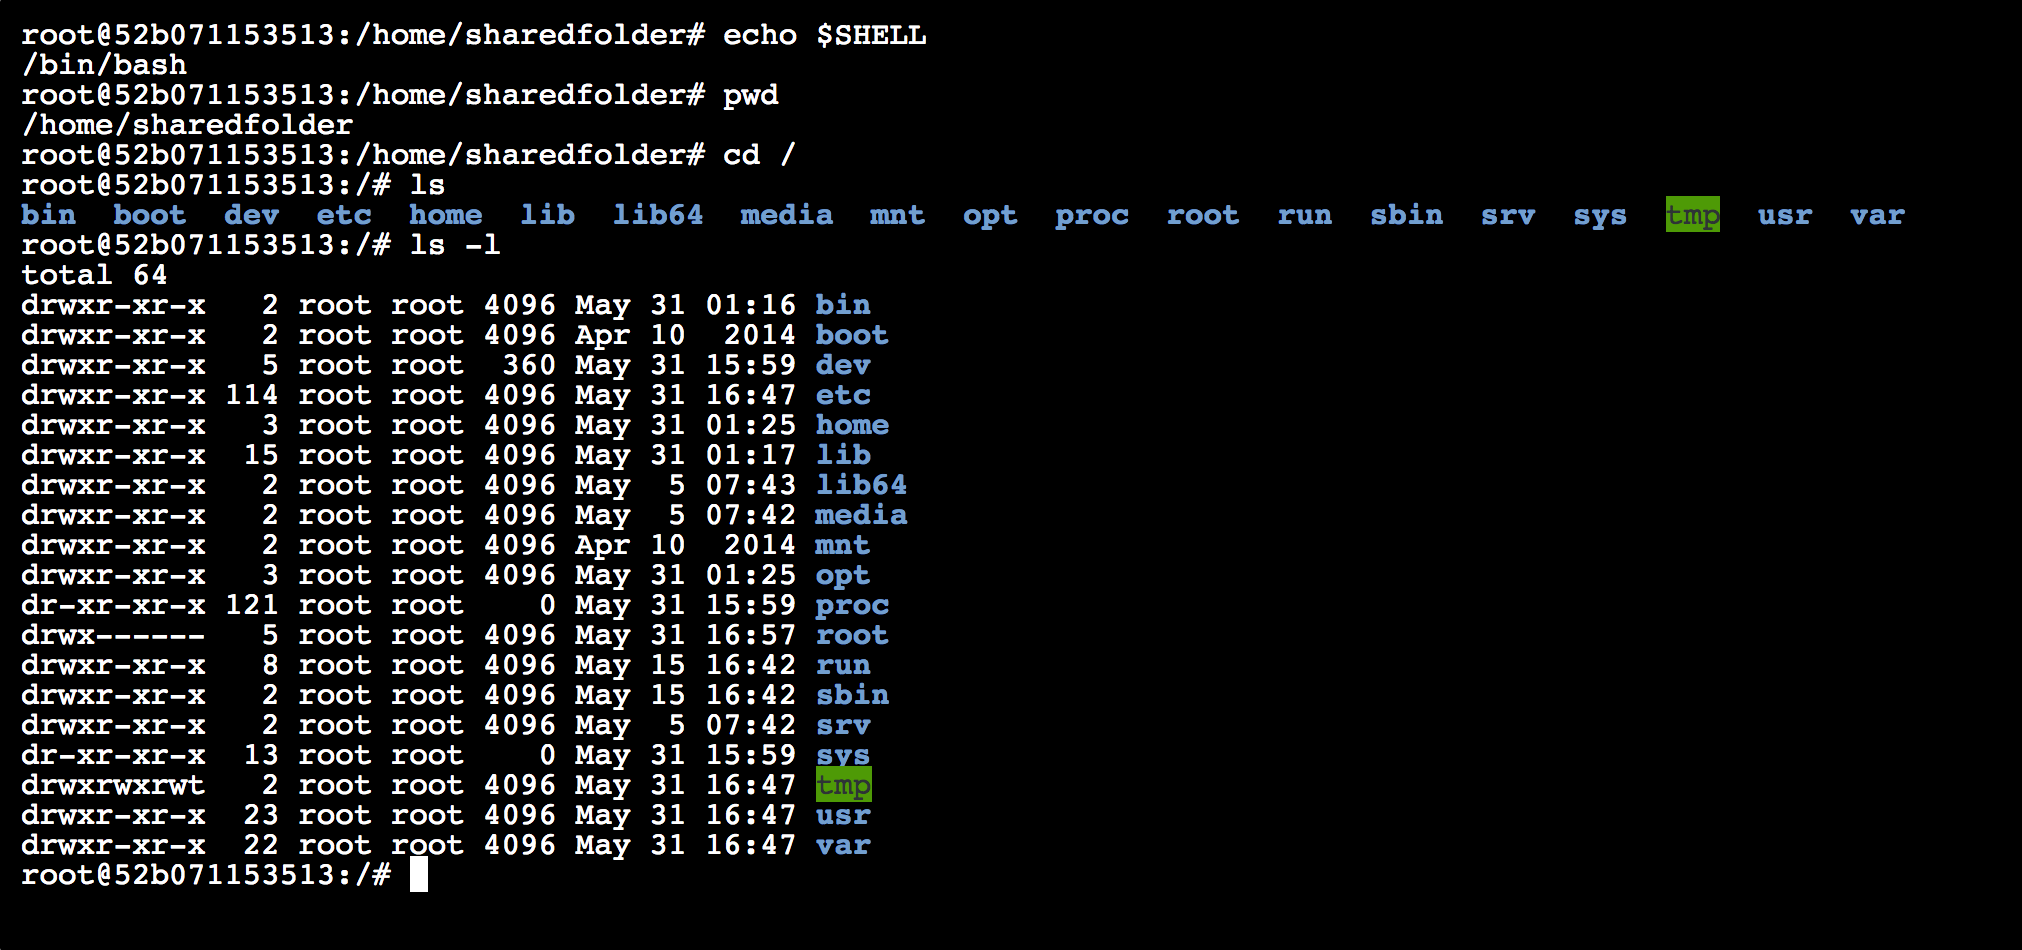 root@52b071153513:/home/sharedfolder# echo $SHELL
/bin/bash
root@52b071153513:/home/sharedfolder# pwd
/home/sharedfolder
root@52b071153513:/home/sharedfolder# cd /
root@52b071153513:/# ls
bin  boot  dev  etc  home  lib  lib64  media  mnt  opt  proc  root  run  sbin  srv  sys  tmp  usr  var
root@52b071153513:/# ls -l
total 64
drwxr-xr-x   2 root root 4096 May 31 01:16 bin
drwxr-xr-x   2 root root 4096 Apr 10  2014 boot
drwxr-xr-x   5 root root  360 May 31 15:59 dev
drwxr-xr-x 114 root root 4096 May 31 16:47 etc
drwxr-xr-x   3 root root 4096 May 31 01:25 home
drwxr-xr-x  15 root root 4096 May 31 01:17 lib
drwxr-xr-x   2 root root 4096 May  5 07:43 lib64
drwxr-xr-x   2 root root 4096 May  5 07:42 media
drwxr-xr-x   2 root root 4096 Apr 10  2014 mnt
drwxr-xr-x   3 root root 4096 May 31 01:25 opt
dr-xr-xr-x 121 root root    0 May 31 15:59 proc
drwx------   5 root root 4096 May 31 16:57 root
drwxr-xr-x   8 root root 4096 May 15 16:42 run
drwxr-xr-x   2 root root 4096 May 15 16:42 sbin
drwxr-xr-x   2 root root 4096 May  5 07:42 srv
dr-xr-xr-x  13 root root    0 May 31 15:59 sys
drwxrwxrwt   2 root root 4096 May 31 16:47 tmp
drwxr-xr-x  23 root root 4096 May 31 16:47 usr
drwxr-xr-x  22 root root 4096 May 31 16:47 var
root@52b071153513:/#